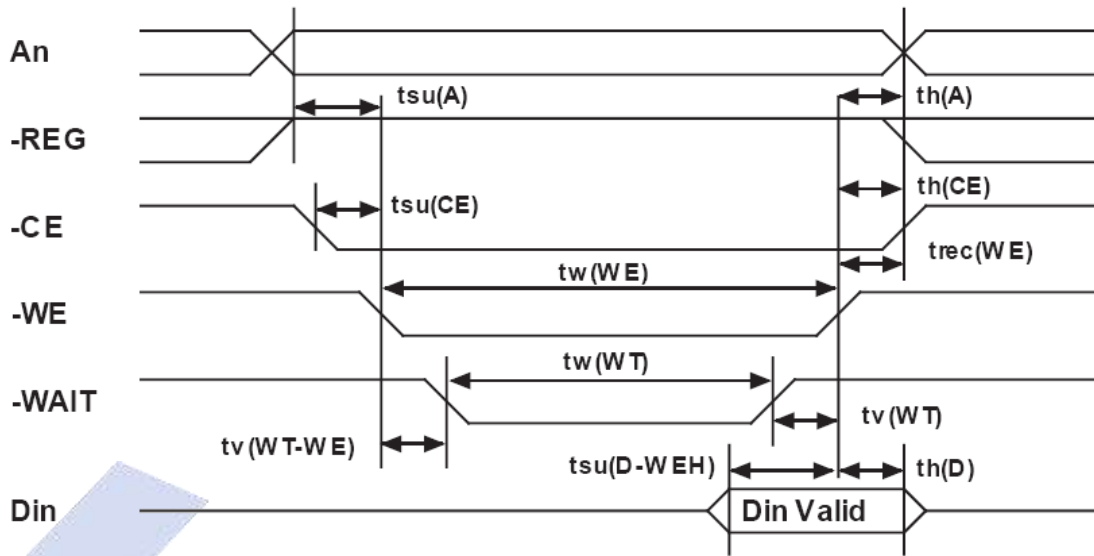 An
tsu(A)
th(A)
-REG
th(CE)
tsu(CE)
-CE
trec(WE)
tw(WE)
-WE
tw(WT)
-WAIT
tv(WT)
tv(WT-WE)
tsu(D-WEH)
th(D)
Din
Din Valid